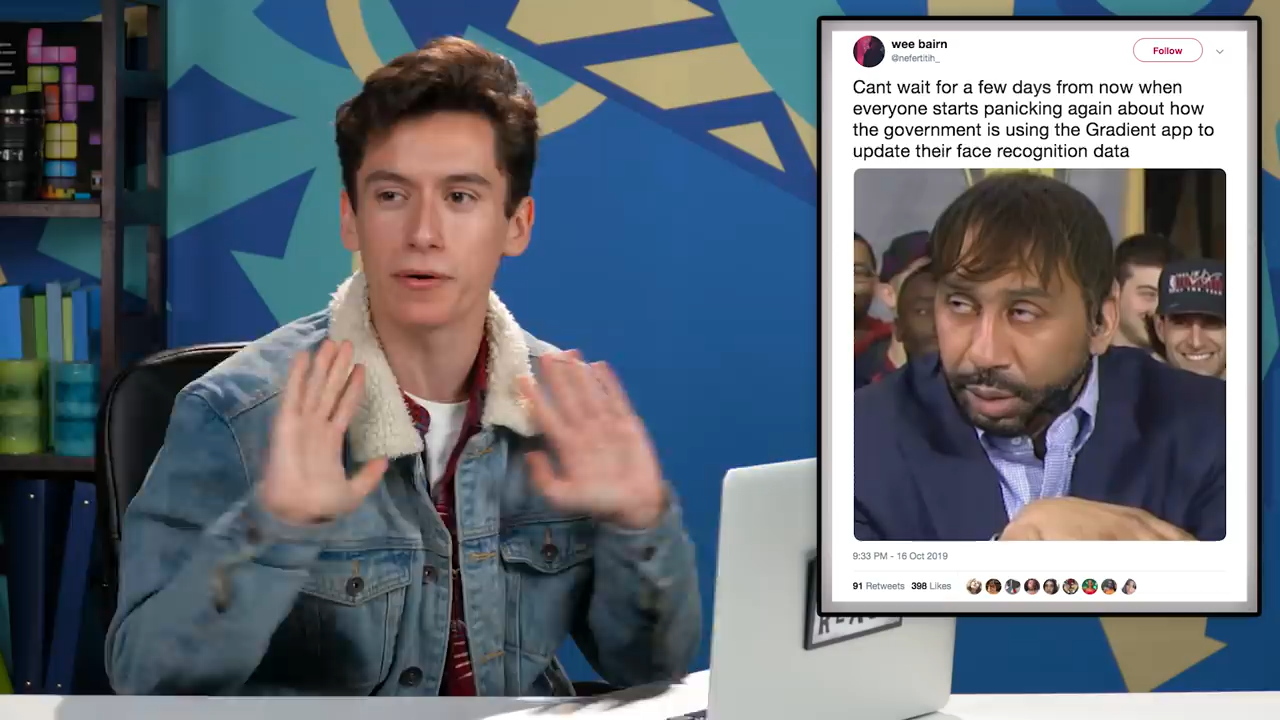 wee bairn
@nefertitih_
Follow
Cant wait for a few days from now when
everyone starts panicking again about how
the government is using the Gradient app to
update their face recognition data
9:33 PM - 16 Oct 2019
91 Retweets 398 Likes